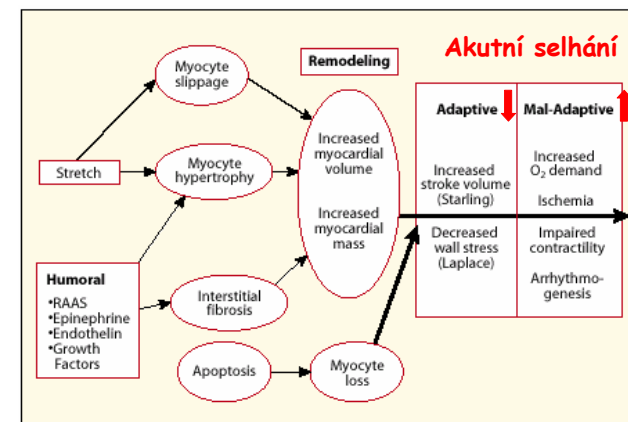 Akutní selhání
Remodeling
Myocyte
slippage
Stretch
Myocyte
hypertrophy
Humoral
•RAAS
•Epinephrine
•Endothelin
•Growth
Factors
Interstitial
fibrosis
Apoptosis
Myocyte
loss
Increased
myocardial
volume
Increased
myocardial
mass
Adaptive
Increased
stroke volume
(Starling)
Decreased
wall stress
(Laplace)
Mal-Adaptive
Increased
O₂ demand
Ischemia
Impaired
contractility
Arrhythmo-
genesis